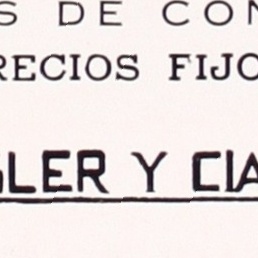 S DE CON
RECIOS FIJO
GLER Y CIA